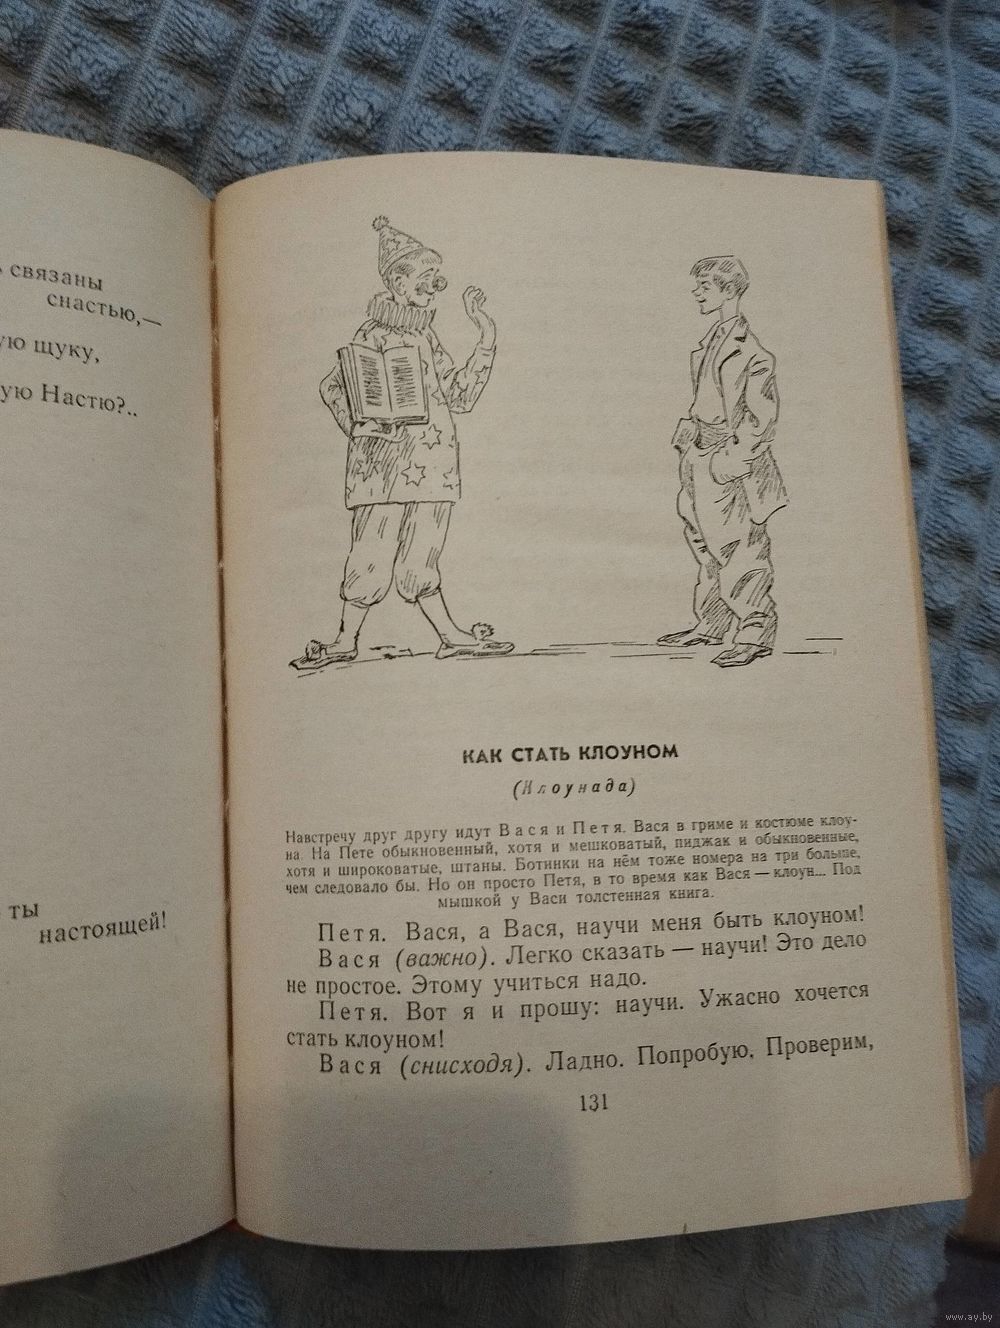 связаны
снастью,—
щуку,
Настю?..
ты
настоящей!
КАК СТАТЬ КЛОУНОМ
(Клоунада)
Навстречу друг другу идут Вася и Петя. Вася в гриме и костюме клоу-
на. На Пете обыкновенный, хотя и мешковатый, пиджак и обыкновенные,
хотя и широковатые, штаны. Ботинки на нём тоже номера на три больше,
чем следовало бы. Но он просто Петя, в то время как Вася — клоун... Под
мышкой у Васи толстенная книга.
Петя. Вася, а Вася, научи меня быть клоуном!
Вася (важно). Легко сказать — научи! Это дело
не простое. Этому учиться надо.
Петя. Вот я и прошу: научи. Ужасно хочется
стать клоуном!
Вася (снисходя). Ладно. Попробую. Проверим,
131
www.ay.by